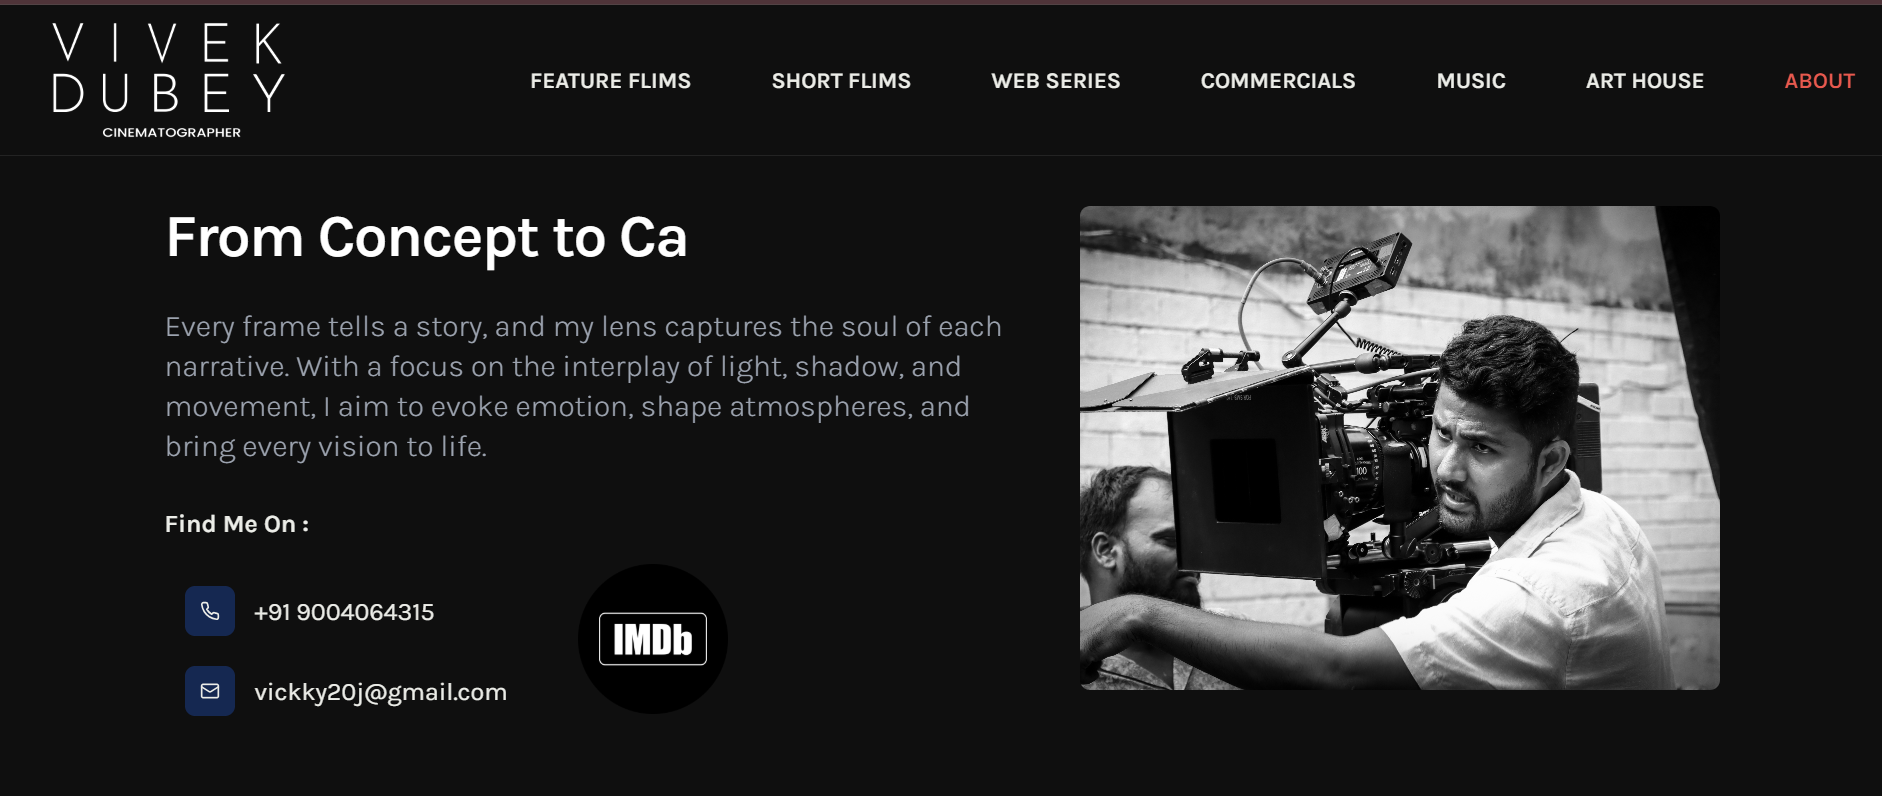 VIVEK
DUBEY
CINEMATOGRAPHER
FEATURE FLIMS
SHORT FLIMS
WEB SERIES
COMMERCIALS
MUSIC
ART HOUSE
ABOUT
From Concept to Ca
Every frame tells a story, and my lens captures the soul of each
narrative. With a focus on the interplay of light, shadow, and
movement, I aim to evoke emotion, shape atmospheres, and
bring every vision to life.
Find Me On :
+91 9004064315
IMDb
vickky20j@gmail.com
100